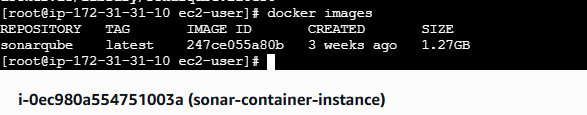 [root@ip-172-31-31-10 ec2-user]# docker images
REPOSITORY TAG IMAGE ID CREATED SIZE
sonarqube latest 247ce055a80b 3 weeks ago 1.27GB
[root@ip-172-31-31-10 ec2-user]#
i-0ec980a554751003a (sonar-container-instance)